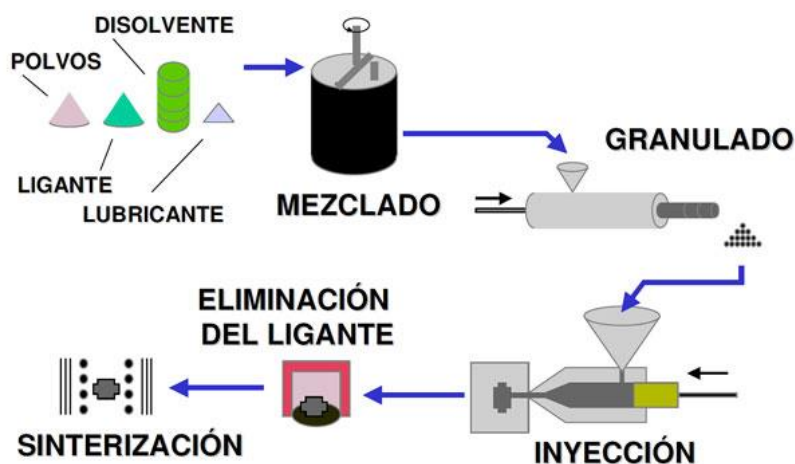 DISOLVENTE
POLVOS
LIGANTE
LUBRICANTE
MEZCLADO
GRANULADO
INYECCIÓN
ELIMINACIÓN
DEL LIGANTE
SINTERIZACIÓN